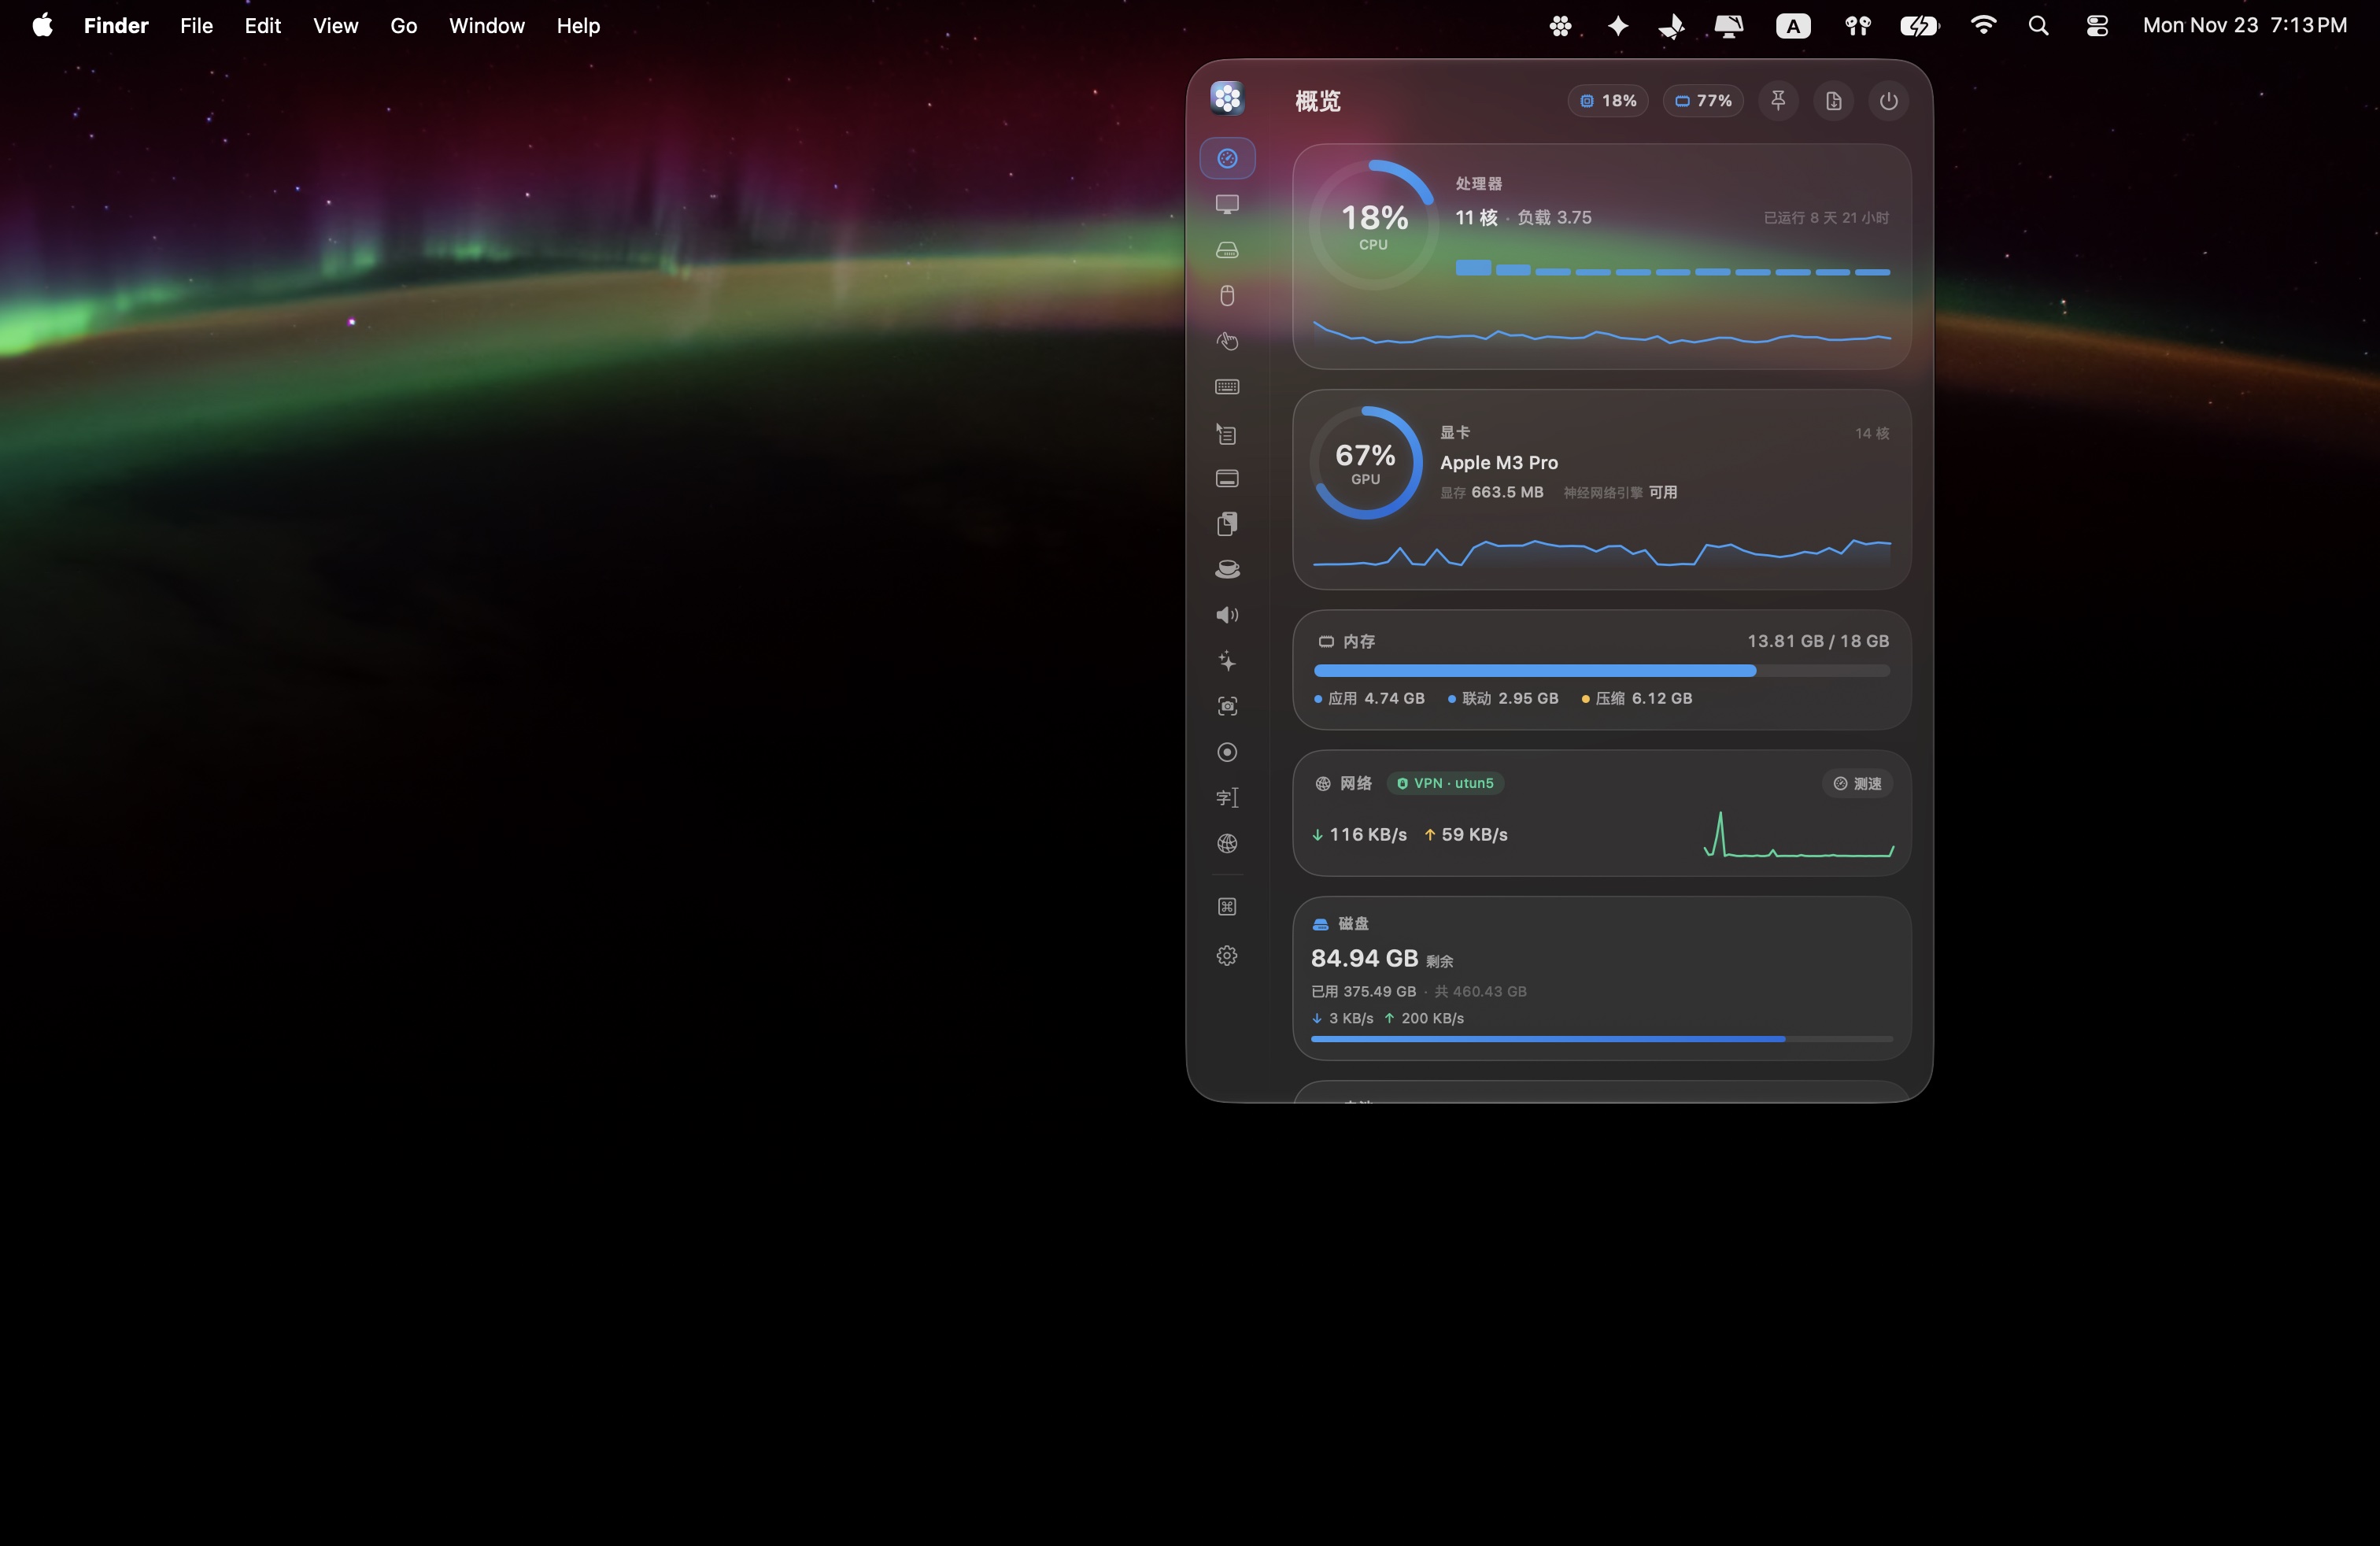 Finder File Edit View Go Window Help
A
Mon Nov 23 7:13 PM
概览
18%
77%
18%
CPU
处理器
11 核 · 负载 3.75
已运行 8 天 21 小时
67%
GPU
显卡
14 核
Apple M3 Pro
显存 663.5 MB 神经网络引擎 可用
内存
13.81 GB / 18 GB
应用 4.74 GB 联动 2.95 GB 压缩 6.12 GB
字
网络
VPN · utun5
测速
↓ 116 KB/s ↑ 59 KB/s
磁盘
84.94 GB 剩余
已用 375.49 GB · 共 460.43 GB
↓ 3 KB/s ↑ 200 KB/s